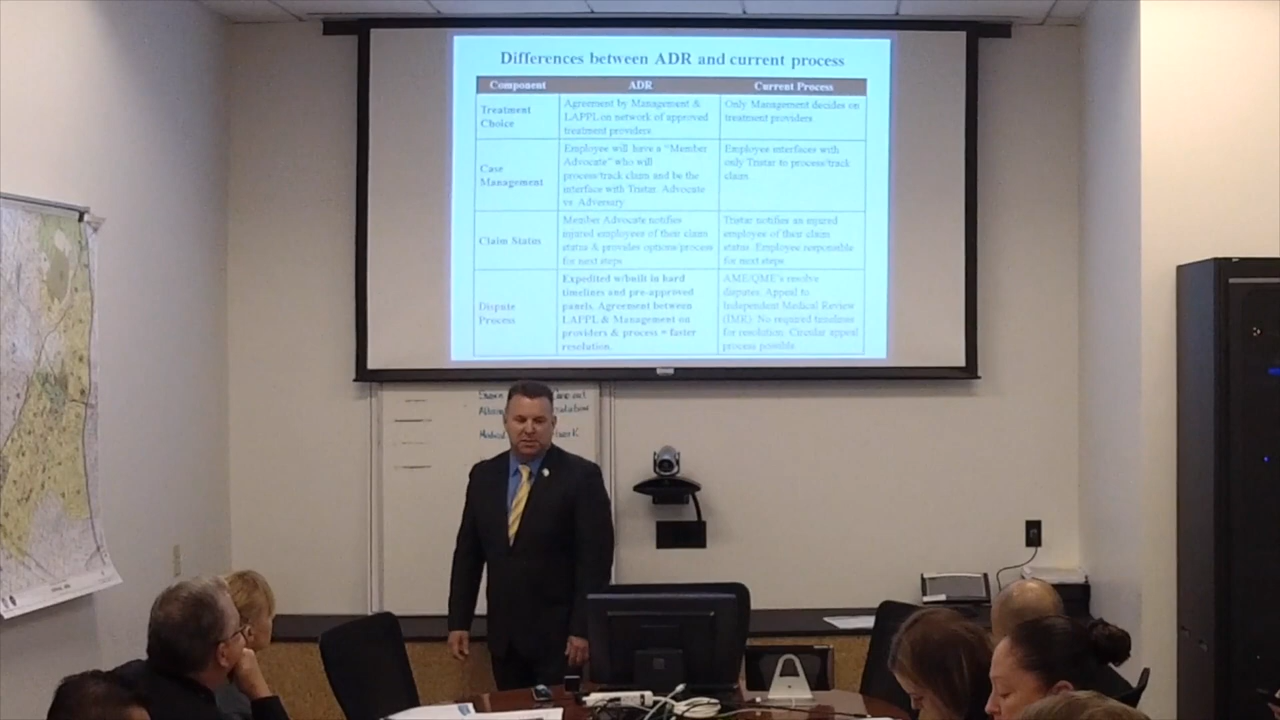 Differences between ADR and current process
Component ADR Current Process
Treatment
Choice
Agreement by Management &
LAPPL on network of approved
treatment providers
Only Management decides on
treatment providers
Case
Management
Employee will have a “Member
Advocate” who will
process/track claim and be the
interface with Tristar. Advocate
vs. Adversary
Employee interfaces with
only Tristar to process/track
claim
Claim Status
Member Advocate notifies
injured employees of their claim
status & provides options/process
for next steps
Tristar notifies an injured
employee of their claim
status. Employee responsible
for next steps
Dispute
Process
Expedited w/built in hard
timelines and pre-approved
panels. Agreement between
LAPPL & Management on
providers & process = faster
resolution.
AME/QME's resolve
disputes. Appeal to
Independent Medical Review
(IMR). No required timelines
for resolution. Circular appeal
process possible